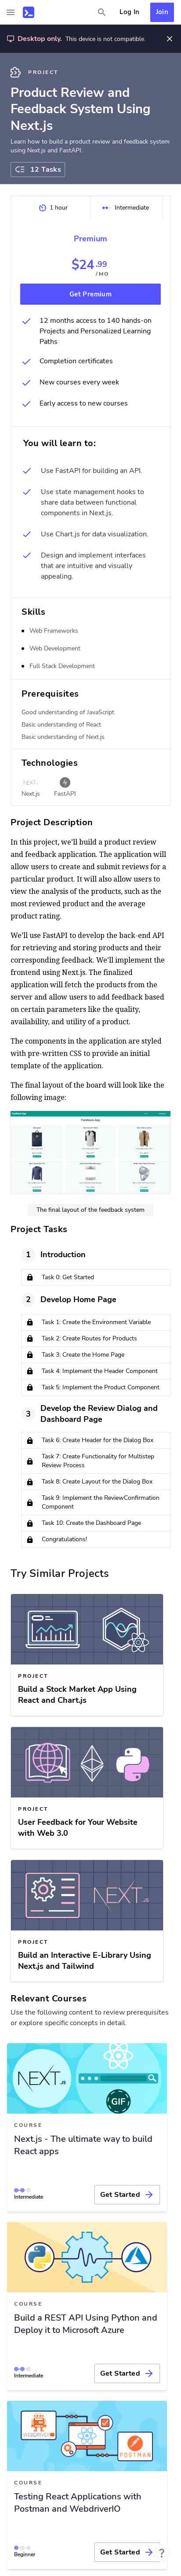 Log In
Join
Desktop only. This device is not compatible.
PROJECT
Product Review and
Feedback System Using
Next.js
Learn how to build a product review and feedback system
using Next.js and FastAPI.
12 Tasks
1 hour
Intermediate
Premium
$24.99
/ MO
Get Premium
12 months access to 140 hands-on
Projects and Personalized Learning
Paths
Completion certificates
New courses every week
Early access to new courses
You will learn to:
Use FastAPI for building an API.
Use state management hooks to
share data between functional
components in Next.js.
Use Chart.js for data visualization.
Design and implement interfaces
that are intuitive and visually
appealing.
Skills
Web Frameworks
Web Development
Full Stack Development
Prerequisites
Good understanding of JavaScript
Basic understanding of React
Basic understanding of Next.js
Technologies
Next.js
FastAPI
Project Description
In this project, we’ll build a product review
and feedback application. The application will
allow users to create and submit reviews for a
particular product. It will also allow users to
view the analysis of the products, such as the
most reviewed product and the average
product rating.
We’ll use FastAPI to develop the back-end API
for retrieving and storing products and their
corresponding feedback. We’ll implement the
frontend using Next.js. The finalized
application will fetch the products from the
server and allow users to add feedback based
on certain parameters like the quality,
availability, and utility of a product.
The components in the application are styled
with pre-written CSS to provide an initial
template of the application.
The final layout of the board will look like the
following image:
The final layout of the feedback system
Project Tasks
1
Introduction
Task 0: Get Started
2
Develop Home Page
Task 1: Create the Environment Variable
Task 2: Create Routes for Products
Task 3: Create the Home Page
Task 4: Implement the Header Component
Task 5: Implement the Product Component
3
Develop the Review Dialog and
Dashboard Page
Task 6: Create Header for the Dialog Box
Task 7: Create Functionality for Multistep
Review Process
Task 8: Create Layout for the Dialog Box
Task 9: Implement the ReviewConfirmation
Component
Task 10: Create the Dashboard Page
Congratulations!
Try Similar Projects
PROJECT
Build a Stock Market App Using
React and Chart.js
PROJECT
User Feedback for Your Website
with Web 3.0
NEXT
PROJECT
Build an Interactive E-Library Using
Next.js and Tailwind
Relevant Courses
Use the following content to review prerequisites
or explore specific concepts in detail.
NEXT.JS
GIF
COURSE
Next.js - The ultimate way to build
React apps
Intermediate
Get Started
COURSE
Build a REST API Using Python and
Deploy it to Microsoft Azure
Intermediate
Get Started
WEBDRIVER
POSTMAN
COURSE
Testing React Applications with
Postman and WebdriverIO
Beginner
Get Started
?